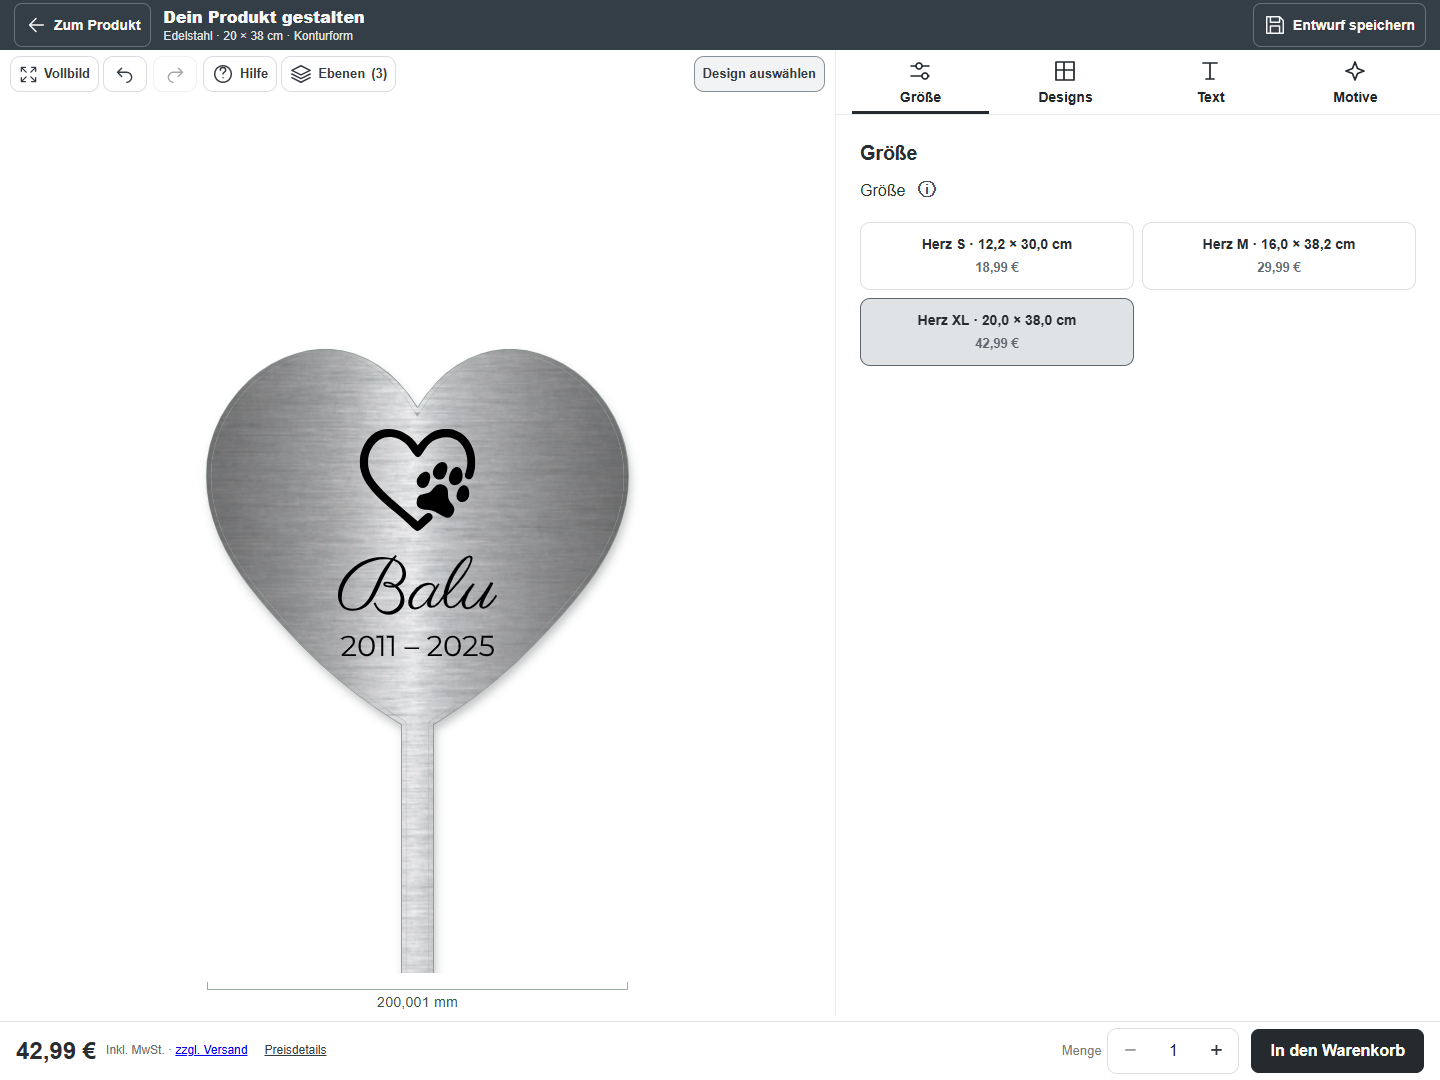 Zum Produkt
Dein Produkt gestalten
Edelstahl · 20 × 38 cm · Konturform
Entwurf speichern
Vollbild
Hilfe
Ebenen (3)
Design auswählen
Größe
Designs
Text
Motive
Größe
Größe
Herz S · 12,2 × 30,0 cm
18,99 €
Herz M · 16,0 × 38,2 cm
29,99 €
Herz XL · 20,0 × 38,0 cm
42,99 €
Balu
2011 – 2025
200,001 mm
42,99 € Inkl. MwSt. · zzgl. Versand Preisdetails
Menge − 1 +
In den Warenkorb